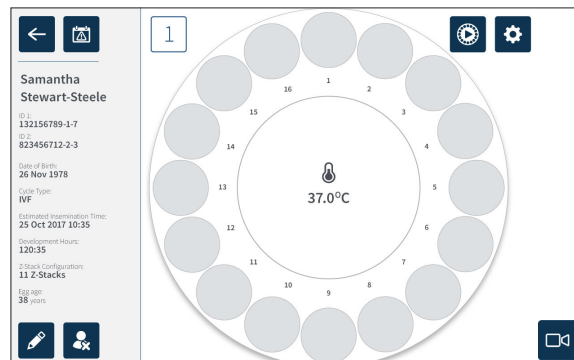 1
Samantha
Stewart-Steele
ID 1:
132156789-1-7
ID 2:
823456712-2-3
Date of Birth:
26 Nov 1978
Cycle Type:
IVF
Estimated Insemination Time:
25 Oct 2017 10:35
Development Hours:
120:35
Z-Stack Configuration:
11 Z-Stacks
Egg age:
38 years
1
2
3
4
5
6
7
8
9
10
11
12
13
14
15
16
37.0°C